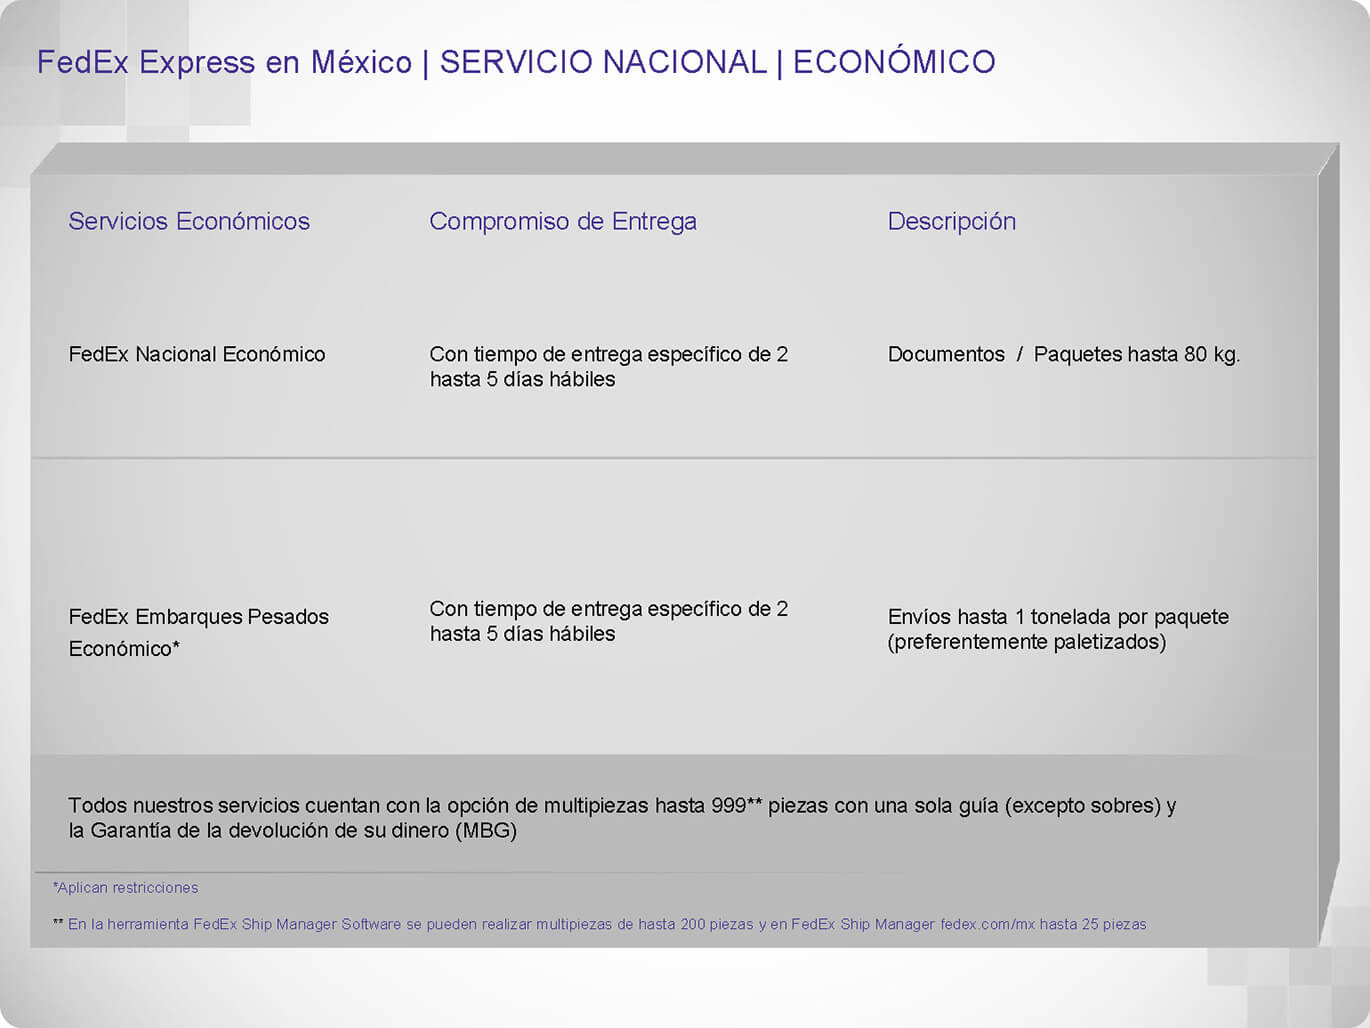 FedEx Express en México | SERVICIO NACIONAL | ECONÓMICO
Servicios Económicos
Compromiso de Entrega
Descripción
FedEx Nacional Económico
Con tiempo de entrega específico de 2
hasta 5 días hábiles
Documentos / Paquetes hasta 80 kg.
FedEx Embarques Pesados
Económico*
Con tiempo de entrega específico de 2
hasta 5 días hábiles
Envíos hasta 1 tonelada por paquete
(preferentemente paletizados)
Todos nuestros servicios cuentan con la opción de multipiezas hasta 999** piezas con una sola guía (excepto sobres) y
la Garantía de la devolución de su dinero (MBG)
*Aplican restricciones
** En la herramienta FedEx Ship Manager Software se pueden realizar multipiezas de hasta 200 piezas y en FedEx Ship Manager fedex.com/mx hasta 25 piezas